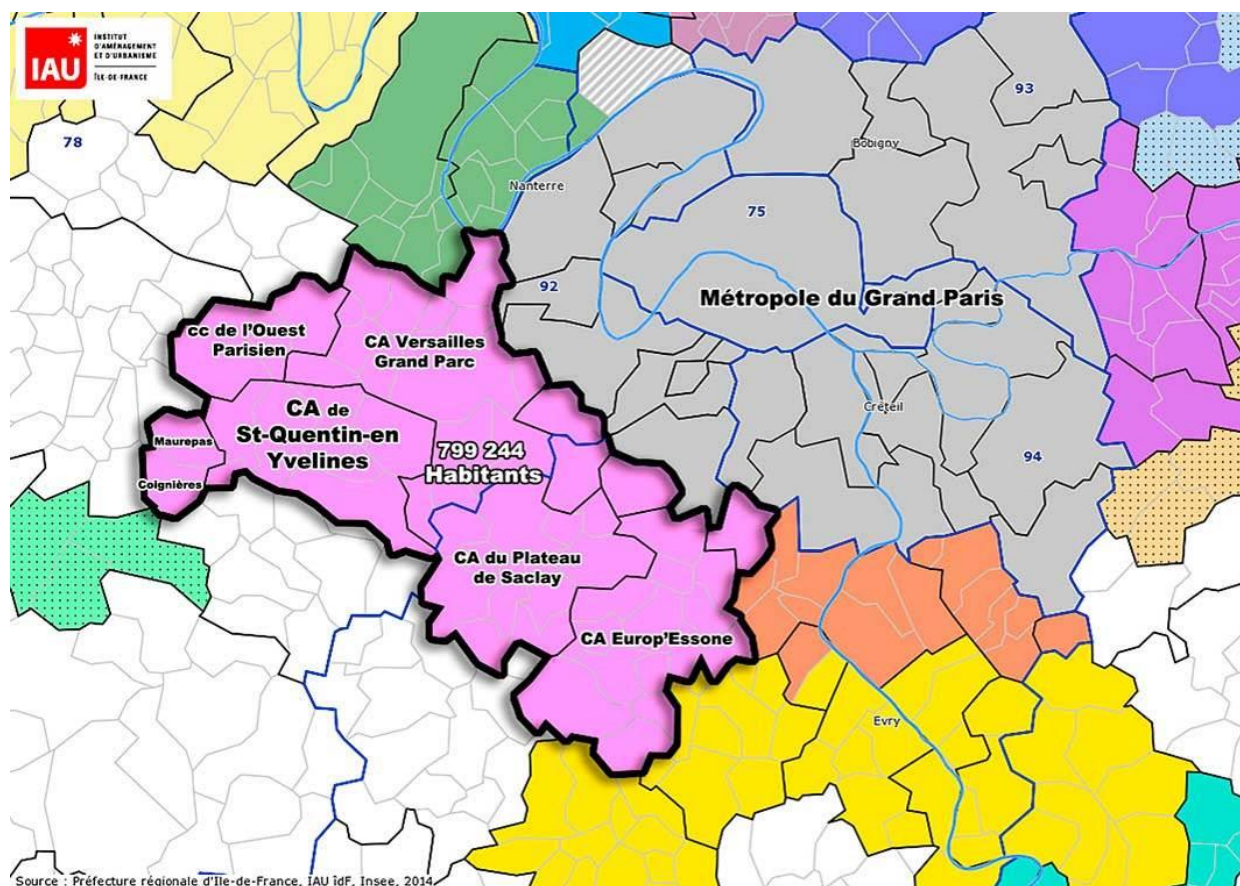 IAU
INSTITUT
D'AMÉNAGEMENT
ET D'URBANISME
ÎLE-DE-FRANCE
78
93
Bobigny
Nanterre
75
92
Métropole du Grand Paris
cc de l'Ouest
Parisien
CA Versailles
Grand Parc
CA de
St-Quentin-en
Yvelines
Maurepas
Coignières
799 244
Habitants
Créteil
94
CA du Plateau
de Saclay
CA Europ'Essone
Evry
Source : Préfecture régionale d'Ile-de-France, IAU îdF, Insee, 2014